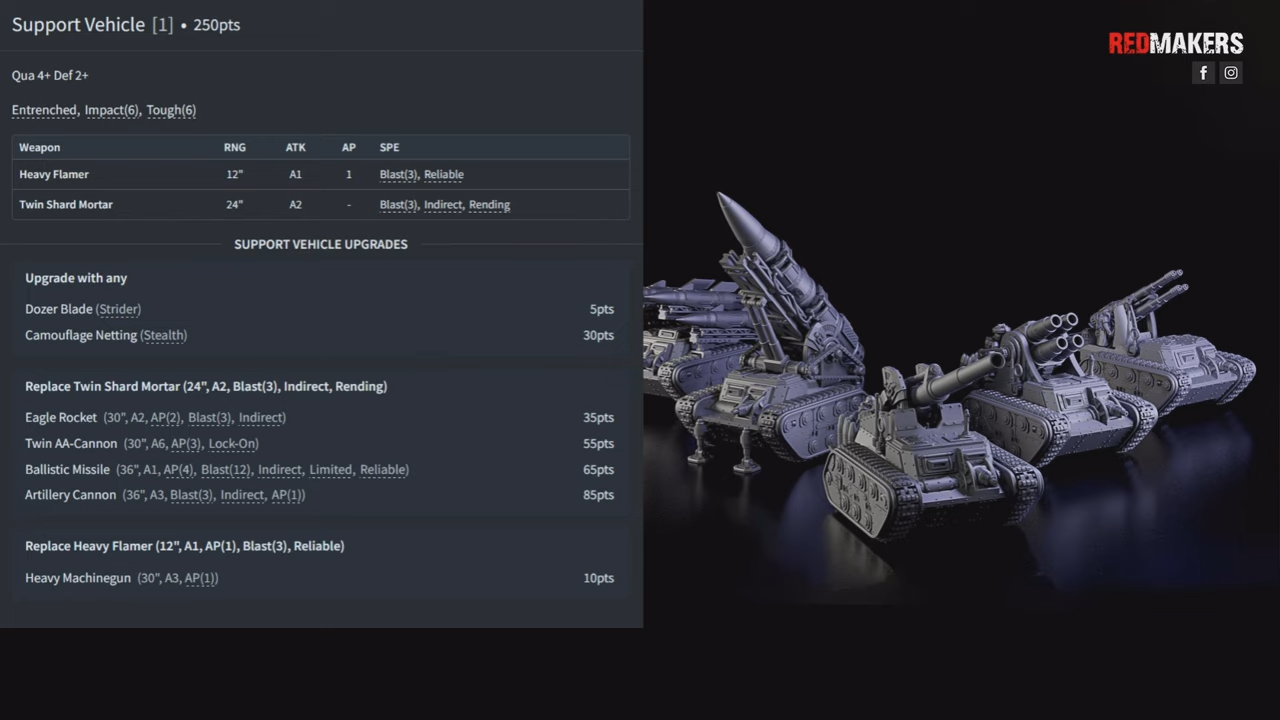 Support Vehicle [1] • 250pts
Qua 4+ Def 2+
Entrenched, Impact(6), Tough(6)
Weapon RNG ATK AP SPE
Heavy Flamer 12" A1 1 Blast(3), Reliable
Twin Shard Mortar 24" A2 - Blast(3), Indirect, Rending
SUPPORT VEHICLE UPGRADES
Upgrade with any
Dozer Blade (Strider) 5pts
Camouflage Netting (Stealth) 30pts
Replace Twin Shard Mortar (24", A2, Blast(3), Indirect, Rending)
Eagle Rocket (30", A2, AP(2), Blast(3), Indirect) 35pts
Twin AA-Cannon (30", A6, AP(3), Lock-On) 55pts
Ballistic Missile (36", A1, AP(4), Blast(12), Indirect, Limited, Reliable) 65pts
Artillery Cannon (36", A3, Blast(3), Indirect, AP(1)) 85pts
Replace Heavy Flamer (12", A1, AP(1), Blast(3), Reliable)
Heavy Machinegun (30", A3, AP(1)) 10pts
REDMAKERS